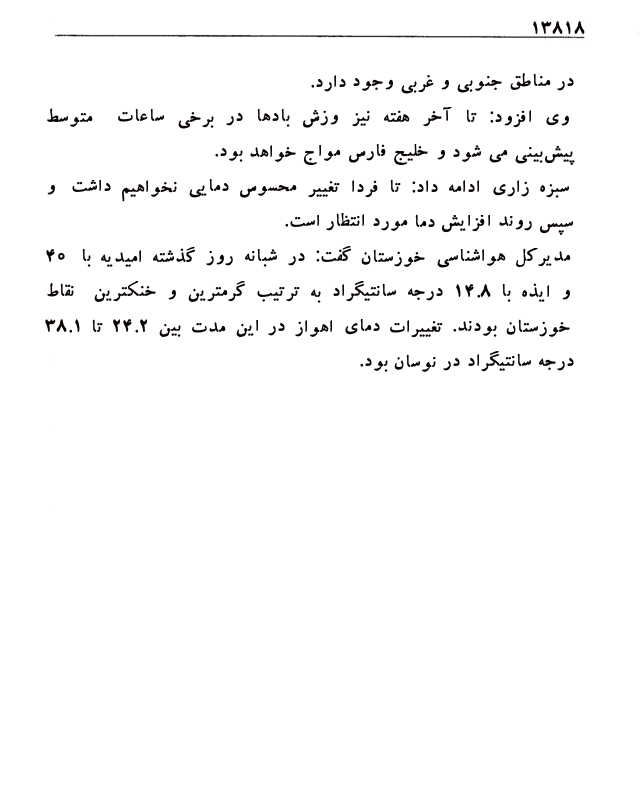 ۱۳۸۱۸
در مناطق جنوبی و غربی وجود دارد.
وی افزود: تا آخر هفته نیز وزش بادها در برخی ساعات متوسط
پیش‌بینی می شود و خلیج فارس مواج خواهد بود.
سبزه زاری ادامه داد: تا فردا تغییر محسوس دمایی نخواهیم داشت و
سپس روند افزایش دما مورد انتظار است.
مدیرکل هواشناسی خوزستان گفت: در شبانه روز گذشته امیدیه با ۴۰
و ایذه با ۱۴.۸ درجه سانتیگراد به ترتیب گرمترین و خنکترین نقاط
خوزستان بودند. تغییرات دمای اهواز در این مدت بین ۲۴.۲ تا ۳۸.۱
درجه سانتیگراد در نوسان بود.